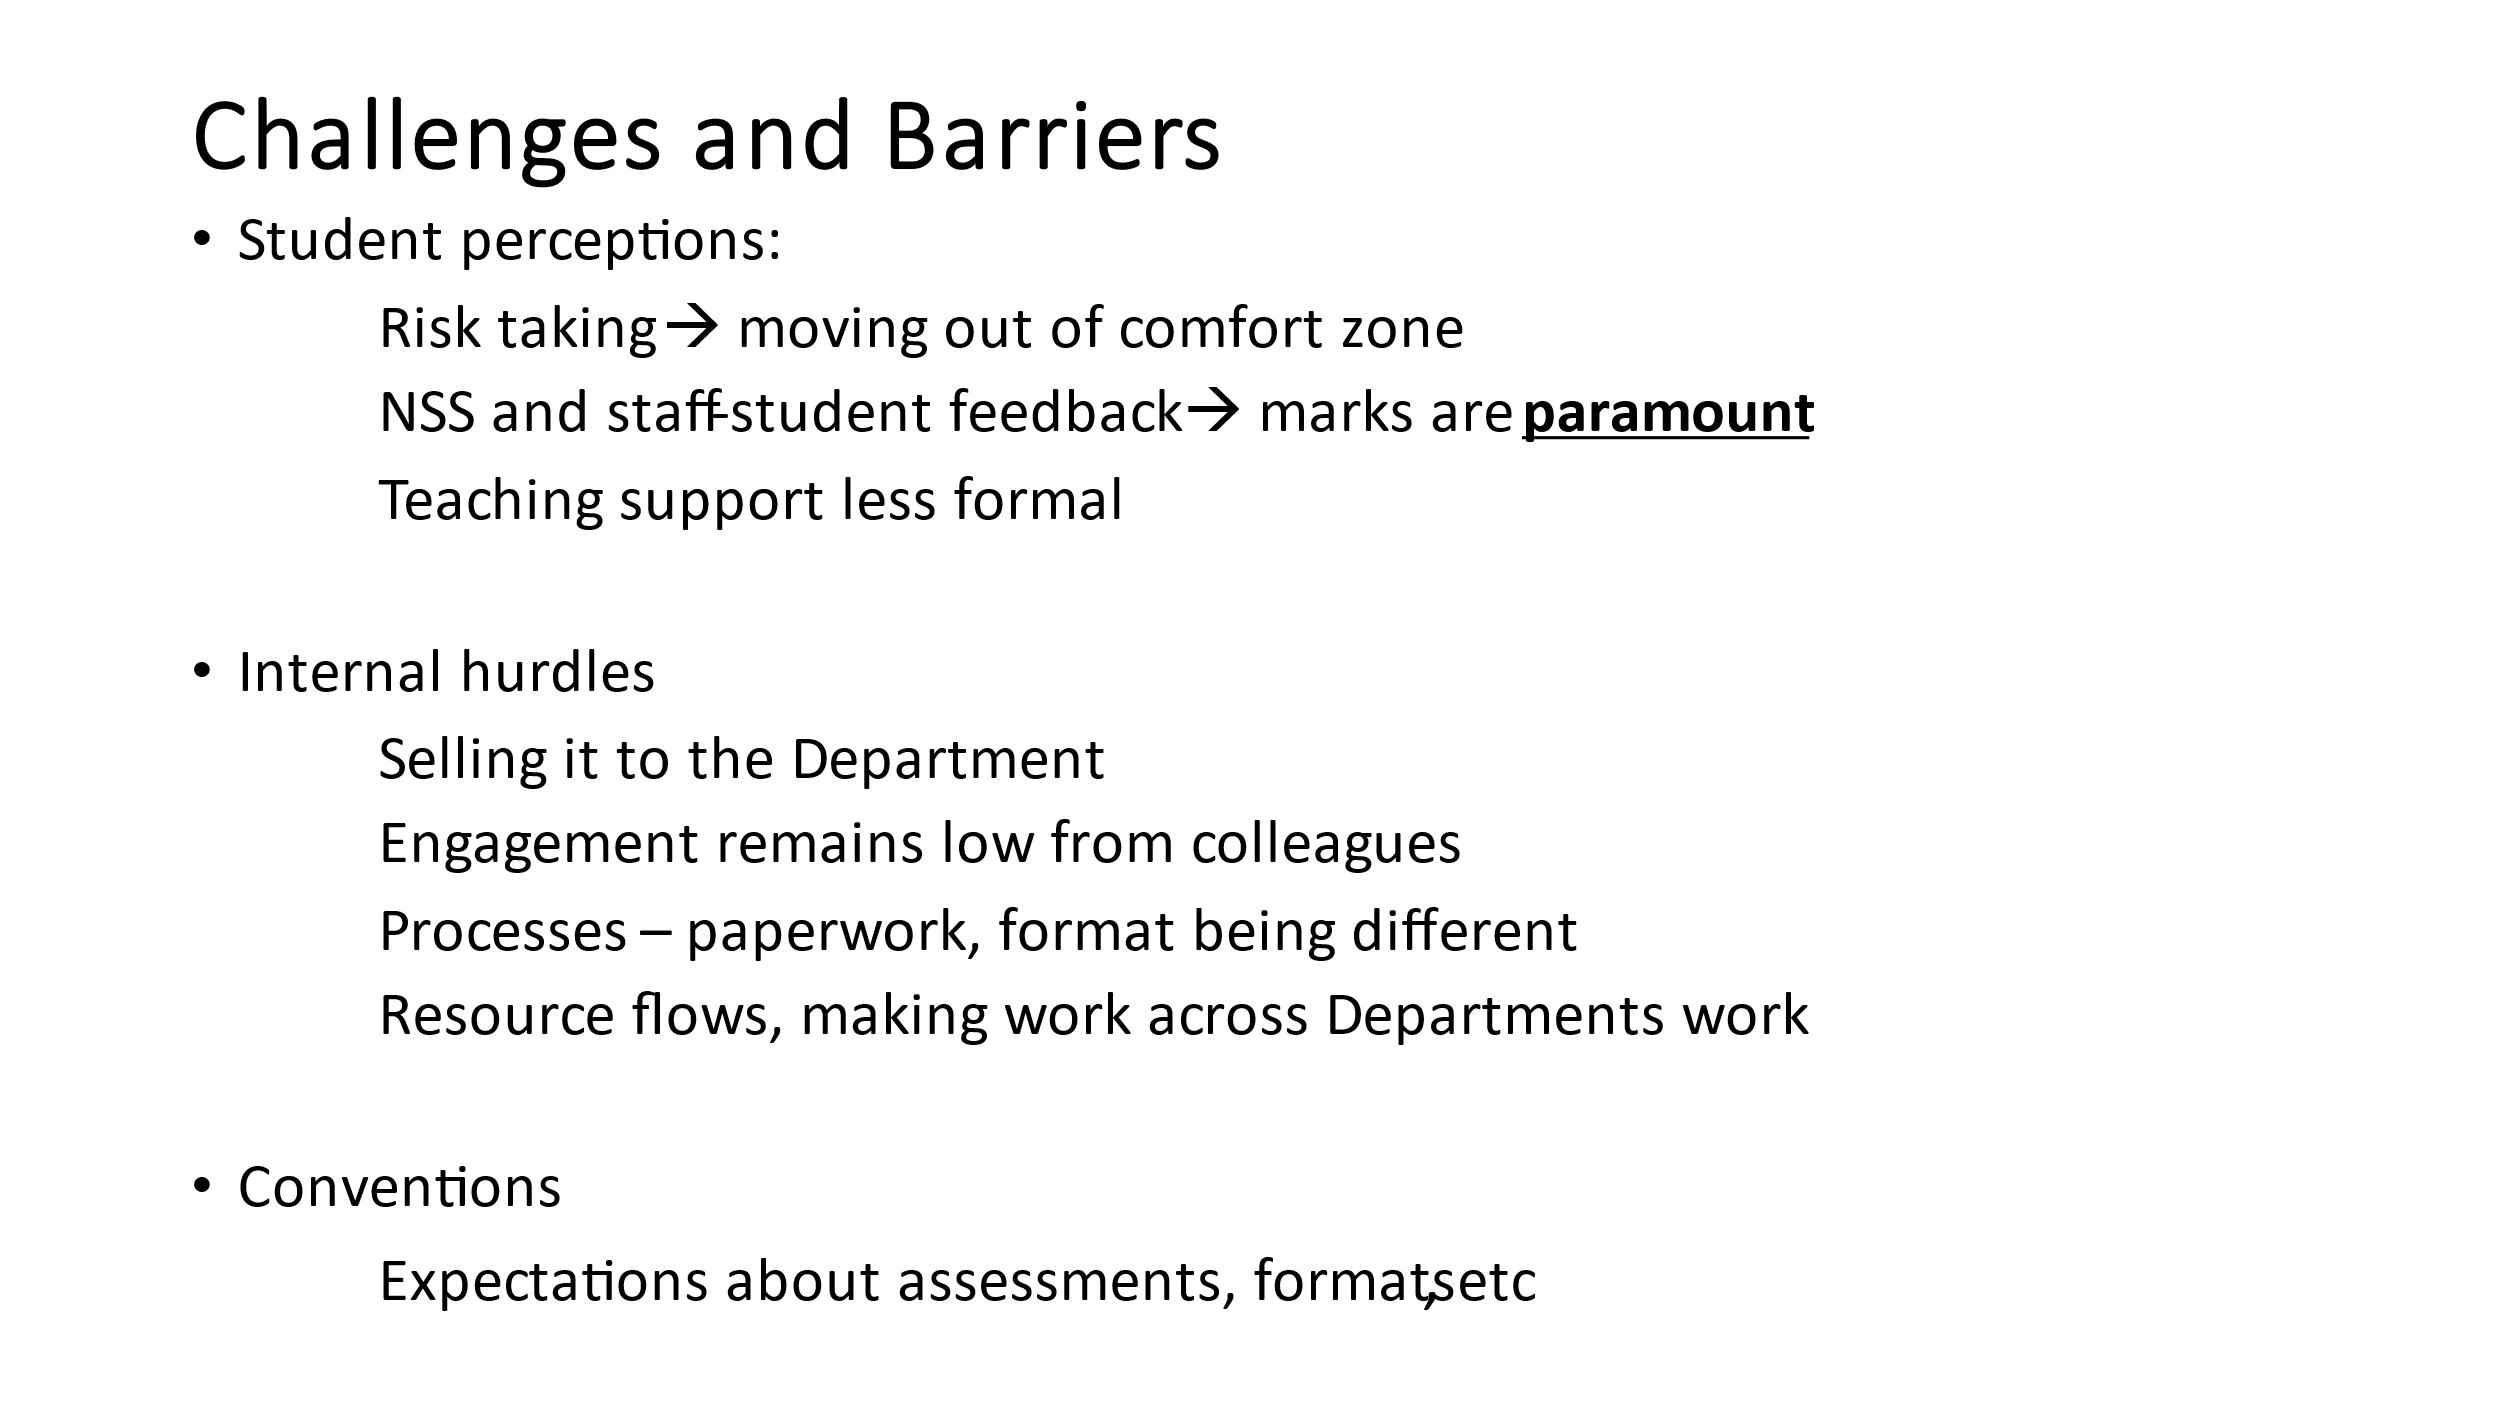 Challenges and Barriers
• Student perceptions:
Risk taking→ moving out of comfort zone
NSS and staff-student feedback→ marks are paramount
Teaching support less formal
• Internal hurdles
Selling it to the Department
Engagement remains low from colleagues
Processes – paperwork, format being different
Resource flows, making work across Departments work
• Conventions
Expectations about assessments, formats, etc